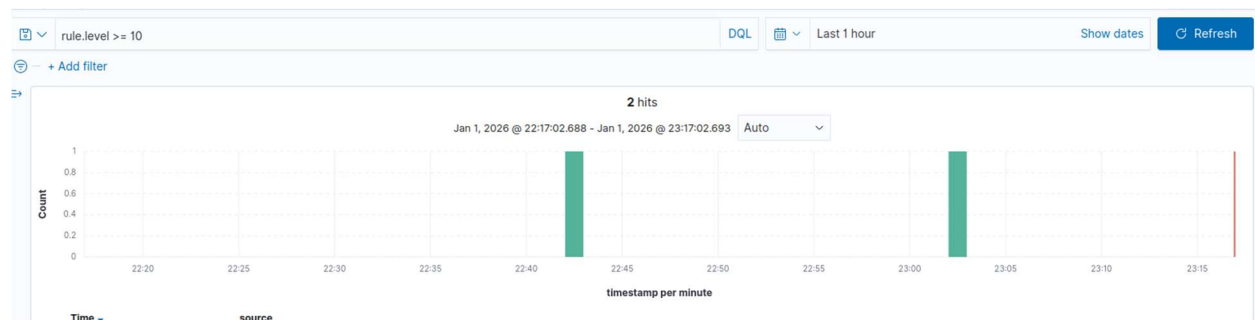 rule.level >= 10 DQL Last 1 hour Show dates Refresh
+ Add filter
2 hits
Jan 1, 2026 @ 22:17:02.688 - Jan 1, 2026 @ 23:17:02.693 Auto
Count
1
0.8
0.6
0.4
0.2
0
22:20 22:25 22:30 22:35 22:40 22:45 22:50 22:55 23:00 23:05 23:10 23:15
timestamp per minute
Time source